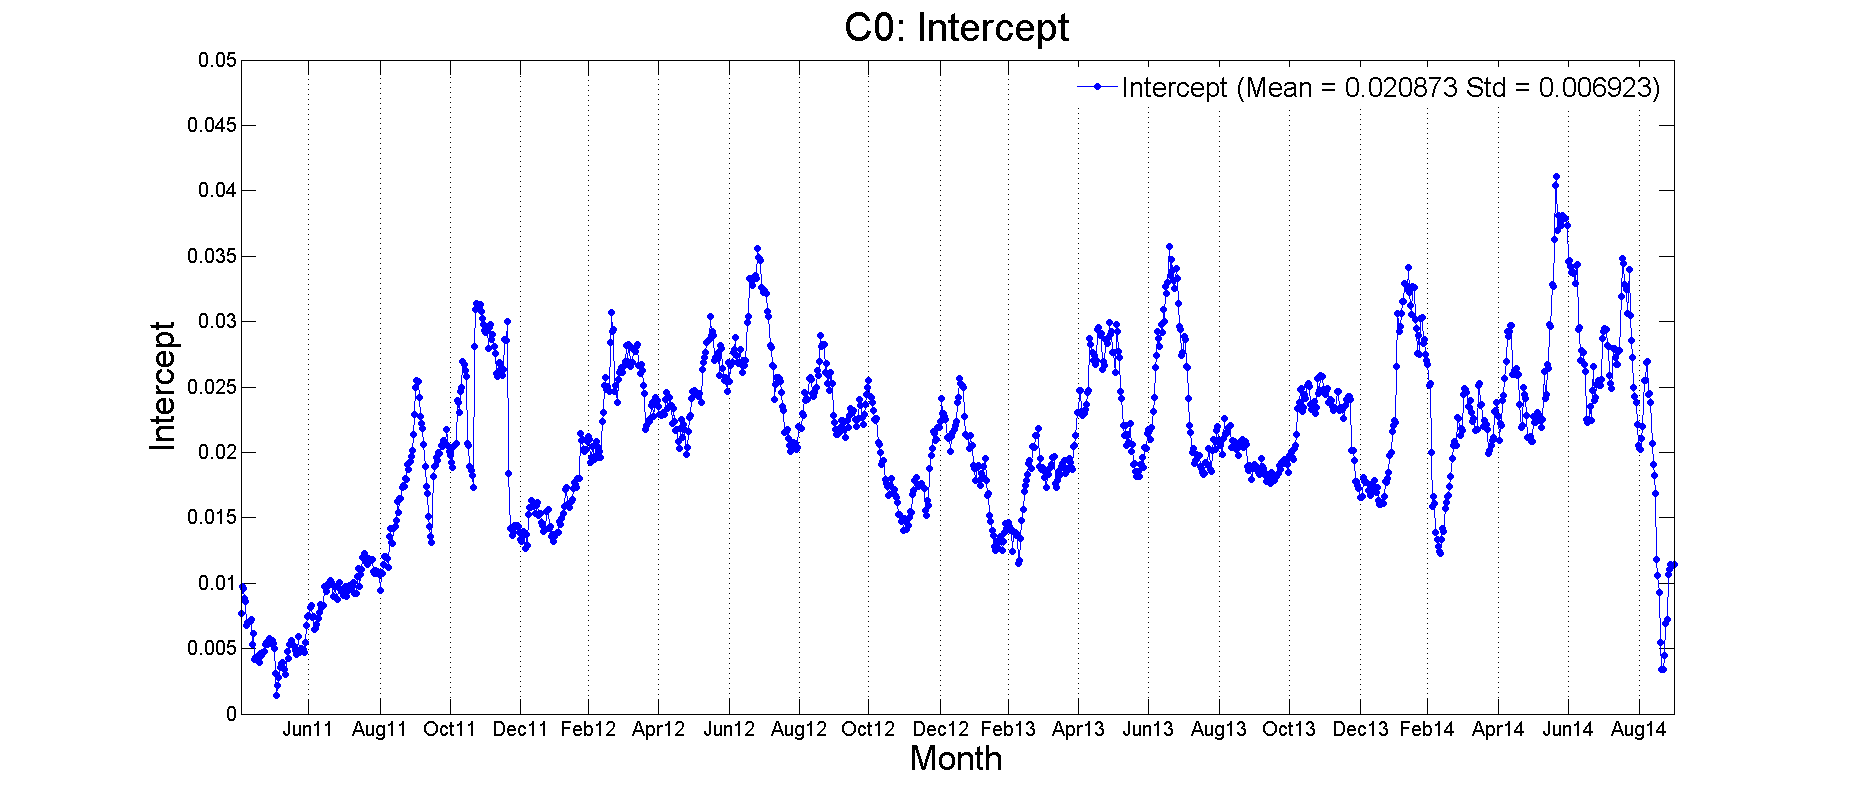 C0: Intercept
Intercept (Mean = 0.020873 Std = 0.006923)
0.05
0.045
0.04
0.035
0.03
0.025
0.02
0.015
0.01
0.005
0
Intercept
Jun11 Aug11 Oct11 Dec11 Feb12 Apr12 Jun12 Aug12 Oct12 Dec12 Feb13 Apr13 Jun13 Aug13 Oct13 Dec13 Feb14 Apr14 Jun14 Aug14
Month